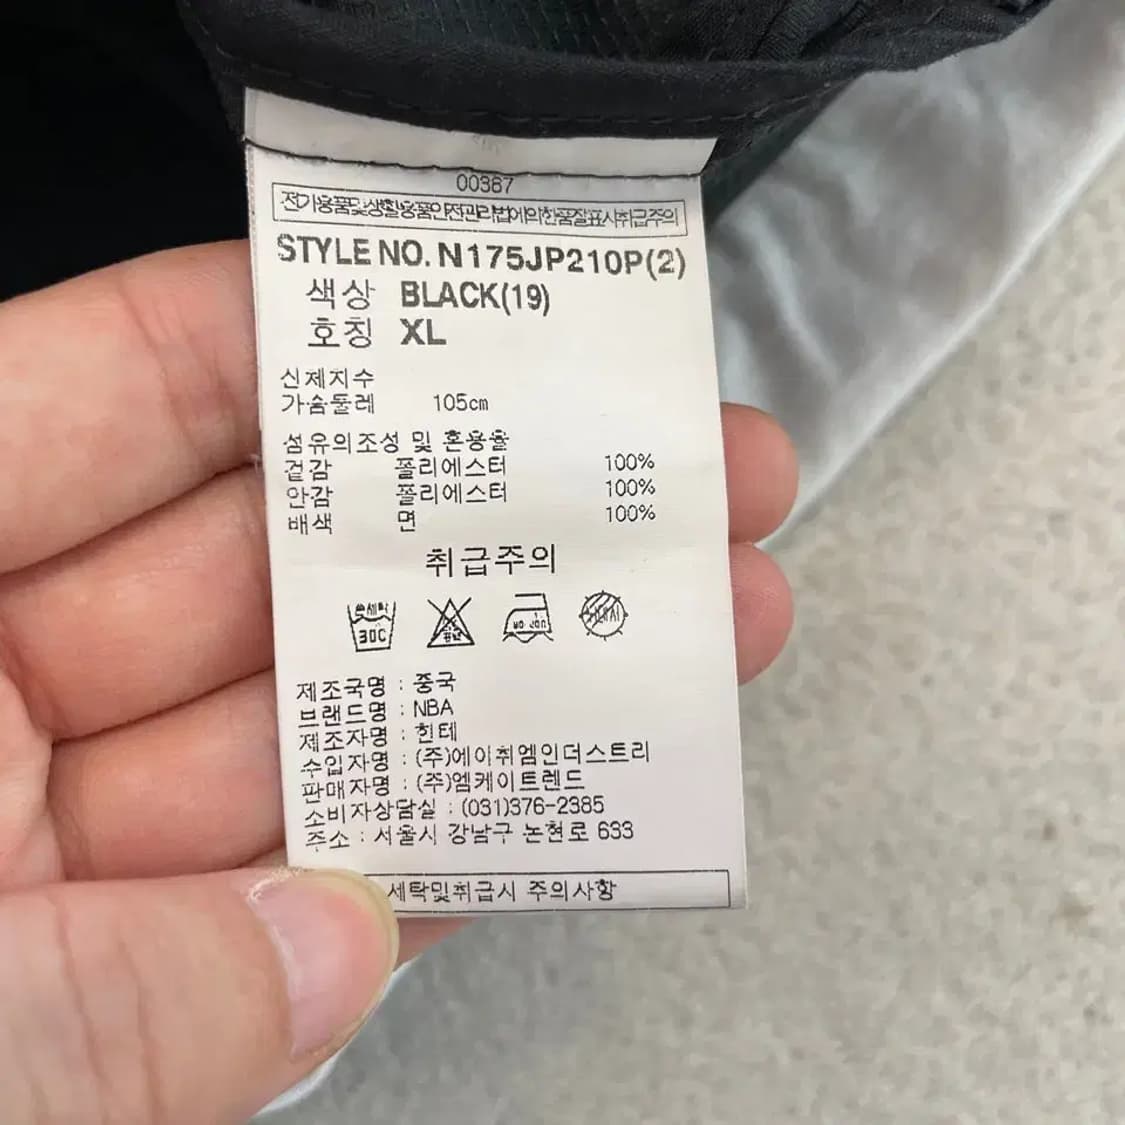 00367
전기용품및생활용품안전관리법에의한품질표시취급주의
STYLE NO. N175JP210P(2)
색상 BLACK(19)
호칭 XL
신체치수
가슴둘레 105cm
섬유의조성 및 혼용율
겉감 폴리에스터 100%
안감 폴리에스터 100%
배색 면 100%
취급주의
손세탁
30C
제조국명 : 중국
브랜드명 : NBA
제조자명 : 힌테
수입자명 : (주)에이취엠인더스트리
판매자명 : (주)엠케이트렌드
소비자상담실 : (031)376-2385
주소 : 서울시 강남구 논현로 633
세탁및취급시 주의사항